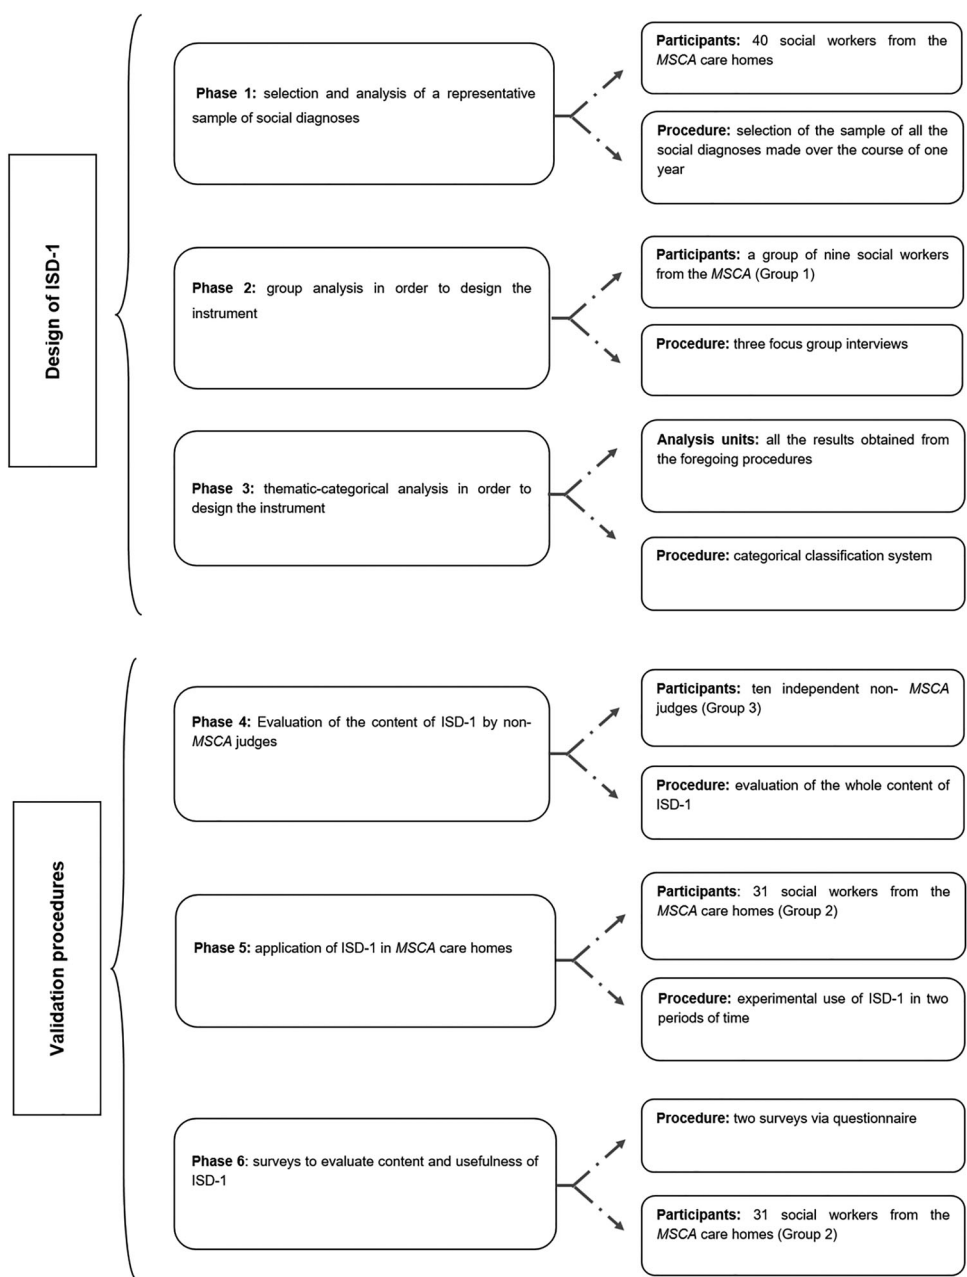 Design of ISD-1
Phase 1: selection and analysis of a representative
sample of social diagnoses
Participants: 40 social workers from the
MSCA care homes
Procedure: selection of the sample of all the
social diagnoses made over the course of one
year
Phase 2: group analysis in order to design the
instrument
Participants: a group of nine social workers
from the MSCA (Group 1)
Procedure: three focus group interviews
Phase 3: thematic-categorical analysis in order to
design the instrument
Analysis units: all the results obtained from
the foregoing procedures
Procedure: categorical classification system
Validation procedures
Phase 4: Evaluation of the content of ISD-1 by non-
MSCA judges
Participants: ten independent non- MSCA
judges (Group 3)
Procedure: evaluation of the whole content of
ISD-1
Phase 5: application of ISD-1 in MSCA care homes
Participants: 31 social workers from the
MSCA care homes (Group 2)
Procedure: experimental use of ISD-1 in two
periods of time
Phase 6: surveys to evaluate content and usefulness of
ISD-1
Procedure: two surveys via questionnaire
Participants: 31 social workers from the
MSCA care homes (Group 2)